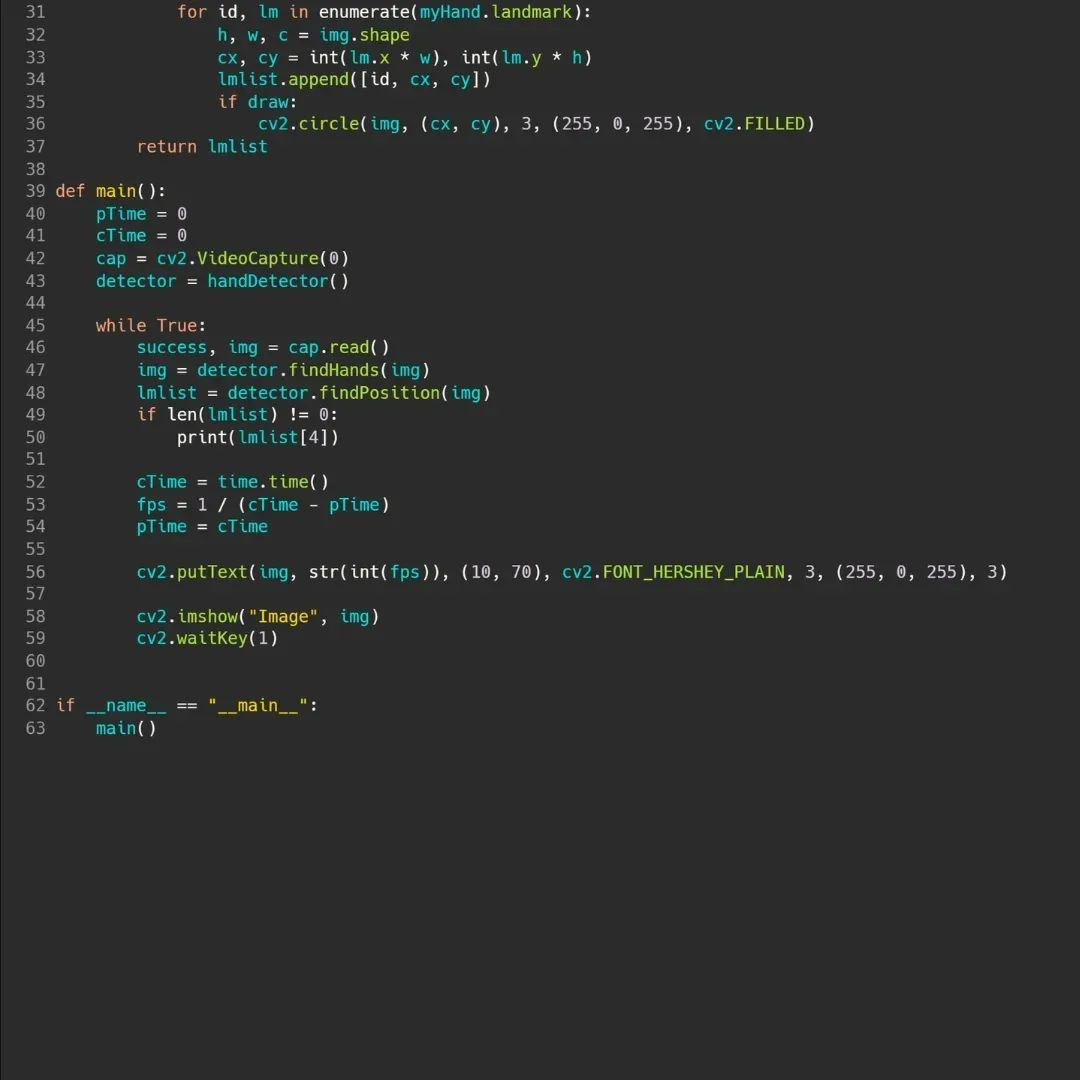 31             for id, lm in enumerate(myHand.landmark):
32                 h, w, c = img.shape
33                 cx, cy = int(lm.x * w), int(lm.y * h)
34                 lmlist.append([id, cx, cy])
35                 if draw:
36                     cv2.circle(img, (cx, cy), 3, (255, 0, 255), cv2.FILLED)
37         return lmlist
38
39 def main():
40     pTime = 0
41     cTime = 0
42     cap = cv2.VideoCapture(0)
43     detector = handDetector()
44
45     while True:
46         success, img = cap.read()
47         img = detector.findHands(img)
48         lmlist = detector.findPosition(img)
49         if len(lmlist) != 0:
50             print(lmlist[4])
51
52         cTime = time.time()
53         fps = 1 / (cTime - pTime)
54         pTime = cTime
55
56         cv2.putText(img, str(int(fps)), (10, 70), cv2.FONT_HERSHEY_PLAIN, 3, (255, 0, 255), 3)
57
58         cv2.imshow("Image", img)
59         cv2.waitKey(1)
60
61
62 if __name__ == "__main__":
63     main()